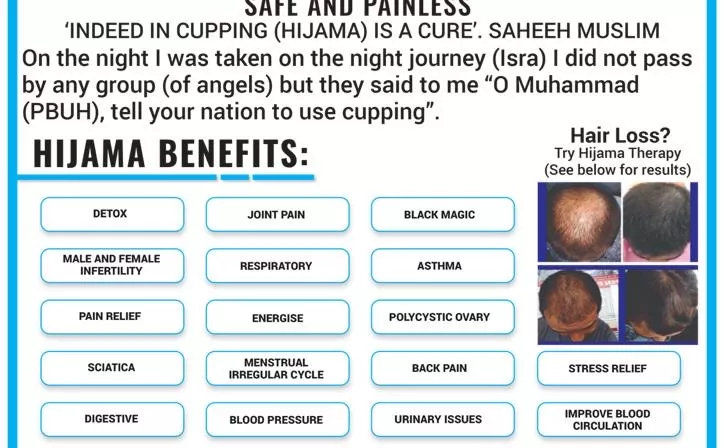 SAFE AND PAINLESS
‘INDEED IN CUPPING (HIJAMA) IS A CURE’. SAHEEH MUSLIM
On the night I was taken on the night journey (Isra) I did not pass
by any group (of angels) but they said to me “O Muhammad
(PBUH), tell your nation to use cupping”.
HIJAMA BENEFITS:
Hair Loss?
Try Hijama Therapy
(See below for results)
DETOX
JOINT PAIN
BLACK MAGIC
MALE AND FEMALE
INFERTILITY
RESPIRATORY
ASTHMA
PAIN RELIEF
ENERGISE
POLYCYSTIC OVARY
SCIATICA
MENSTRUAL
IRREGULAR CYCLE
BACK PAIN
STRESS RELIEF
DIGESTIVE
BLOOD PRESSURE
URINARY ISSUES
IMPROVE BLOOD
CIRCULATION